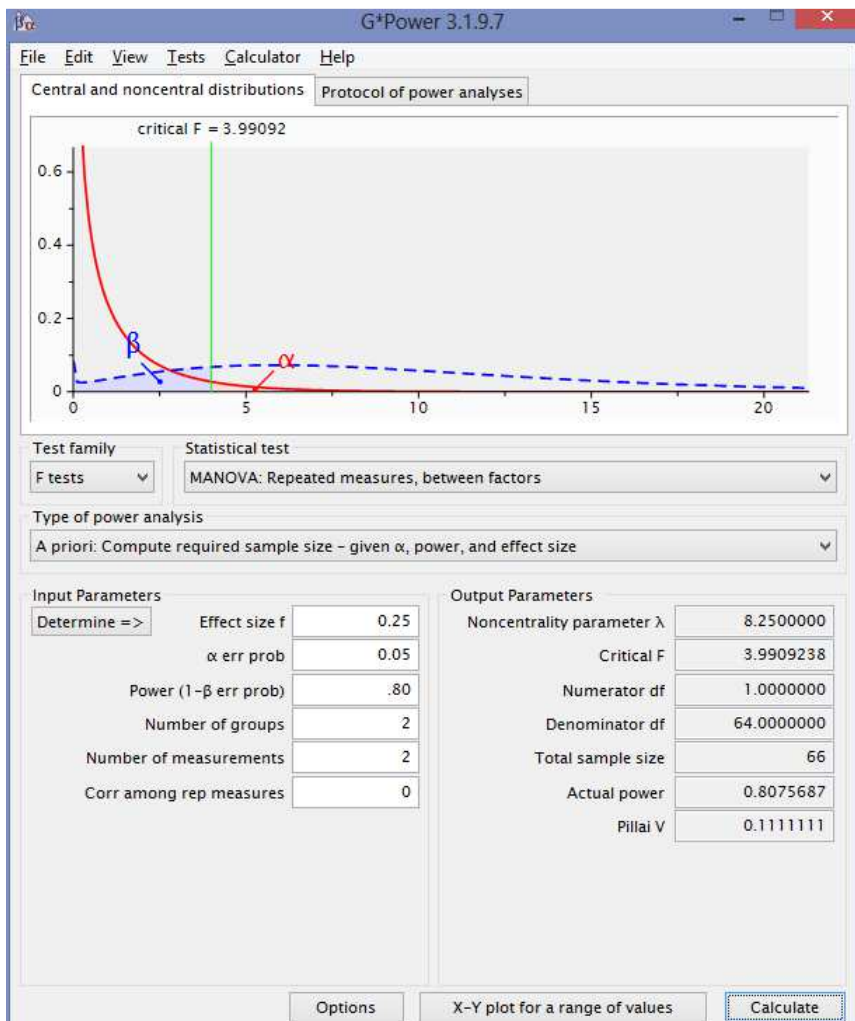 βα G*Power 3.1.9.7
File Edit View Tests Calculator Help
Central and noncentral distributions Protocol of power analyses
critical F = 3.99092
0.6
0.4
0.2
0
β
α
0 5 10 15 20
Test family Statistical test
F tests MANOVA: Repeated measures, between factors
Type of power analysis
A priori: Compute required sample size – given α, power, and effect size
Input Parameters Output Parameters
Determine => Effect size f 0.25 Noncentrality parameter λ 8.2500000
α err prob 0.05 Critical F 3.9909238
Power (1-β err prob) .80 Numerator df 1.0000000
Number of groups 2 Denominator df 64.0000000
Number of measurements 2 Total sample size 66
Corr among rep measures 0 Actual power 0.8075687
Pillai V 0.1111111
Options X-Y plot for a range of values Calculate